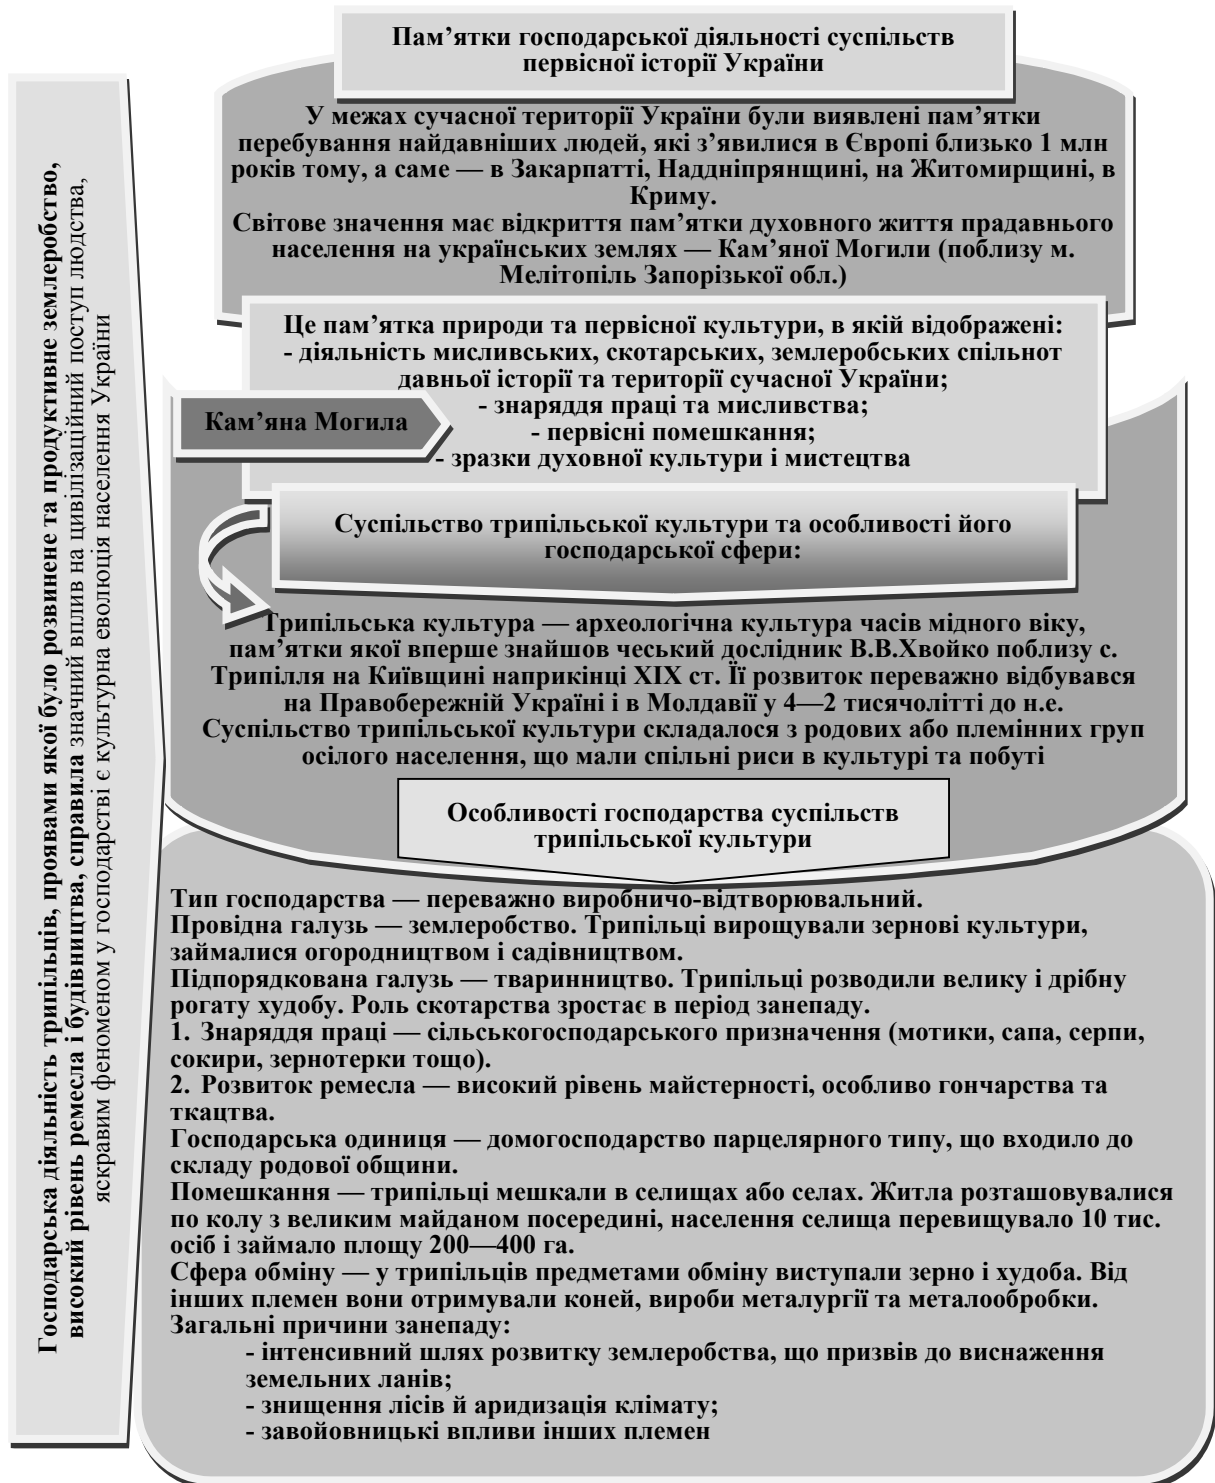 Пам’ятки господарської діяльності суспільств
первісної історії України
У межах сучасної території України були виявлені пам’ятки
перебування найдавніших людей, які з’явилися в Європі близько 1 млн
років тому, а саме — в Закарпатті, Наддніпрянщині, на Житомирщині, в
Криму.
Світове значення має відкриття пам’ятки духовного життя прадавнього
населення на українських землях — Кам’яної Могили (поблизу м.
Мелітопіль Запорізької обл.)
Це пам’ятка природи та первісної культури, в якій відображені:
- діяльність мисливських, скотарських, землеробських спільнот
давньої історії та території сучасної України;
- знаряддя праці та мисливства;
- первісні помешкання;
- зразки духовної культури і мистецтва
Кам’яна Могила
Суспільство трипільської культури та особливості його
господарської сфери:
Трипільська культура — археологічна культура часів мідного віку,
пам’ятки якої вперше знайшов чеський дослідник В.В.Хвойко поблизу с.
Трипілля на Київщині наприкінці ХІХ ст. Її розвиток переважно відбувався
на Правобережній Україні і в Молдавії у 4—2 тисячолітті до н.е.
Суспільство трипільської культури складалося з родових або племінних груп
осілого населення, що мали спільні риси в культурі та побуті
Особливості господарства суспільств
трипільської культури
Тип господарства — переважно виробничо-відтворювальний.
Провідна галузь — землеробство. Трипільці вирощували зернові культури,
займалися огородництвом і садівництвом.
Підпорядкована галузь — тваринництво. Трипільці розводили велику і дрібну
рогату худобу. Роль скотарства зростає в період занепаду.
1. Знаряддя праці — сільськогосподарського призначення (мотики, сапа, серпи,
сокири, зернотерки тощо).
2. Розвиток ремесла — високий рівень майстерності, особливо гончарства та
ткацтва.
Господарська одиниця — домогосподарство парцелярного типу, що входило до
складу родової общини.
Помешкання — трипільці мешкали в селищах або селах. Житла розташовувалися
по колу з великим майданом посередині, населення селища перевищувало 10 тис.
осіб і займало площу 200—400 га.
Сфера обміну — у трипільців предметами обміну виступали зерно і худоба. Від
інших племен вони отримували коней, вироби металургії та металообробки.
Загальні причини занепаду:
- інтенсивний шлях розвитку землеробства, що призвів до виснаження
земельних ланів;
- знищення лісів й аридизація клімату;
- завойовницькі впливи інших племен
Господарська діяльність трипільців, проявами якої було розвинене та продуктивне землеробство,
високий рівень ремесла і будівництва, справила значний вплив на цивілізаційний поступ людства,
яскравим феноменом у господарстві є культурна еволюція населення України